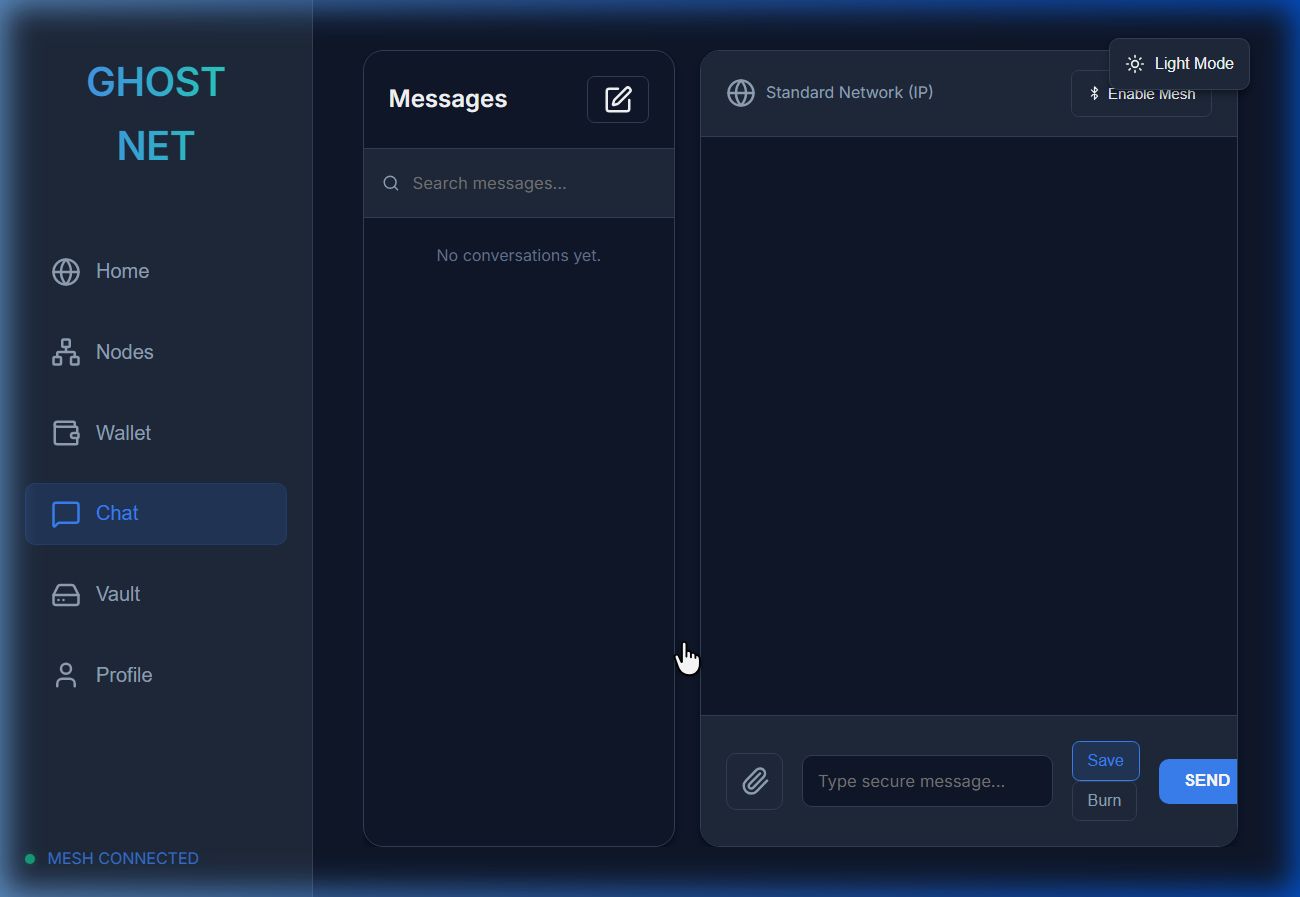 GHOST
NET
Home
Nodes
Wallet
Chat
Vault
Profile
MESH CONNECTED
Messages
Search messages...
No conversations yet.
Standard Network (IP)
Light Mode
Enable Mesh
Type secure message...
Save
Burn
SEND